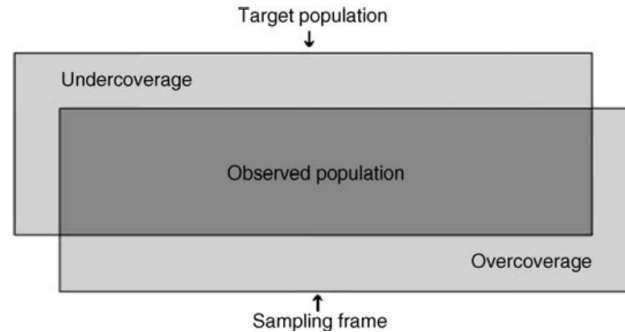 Target population
Undercoverage
Observed population
Overcoverage
Sampling frame